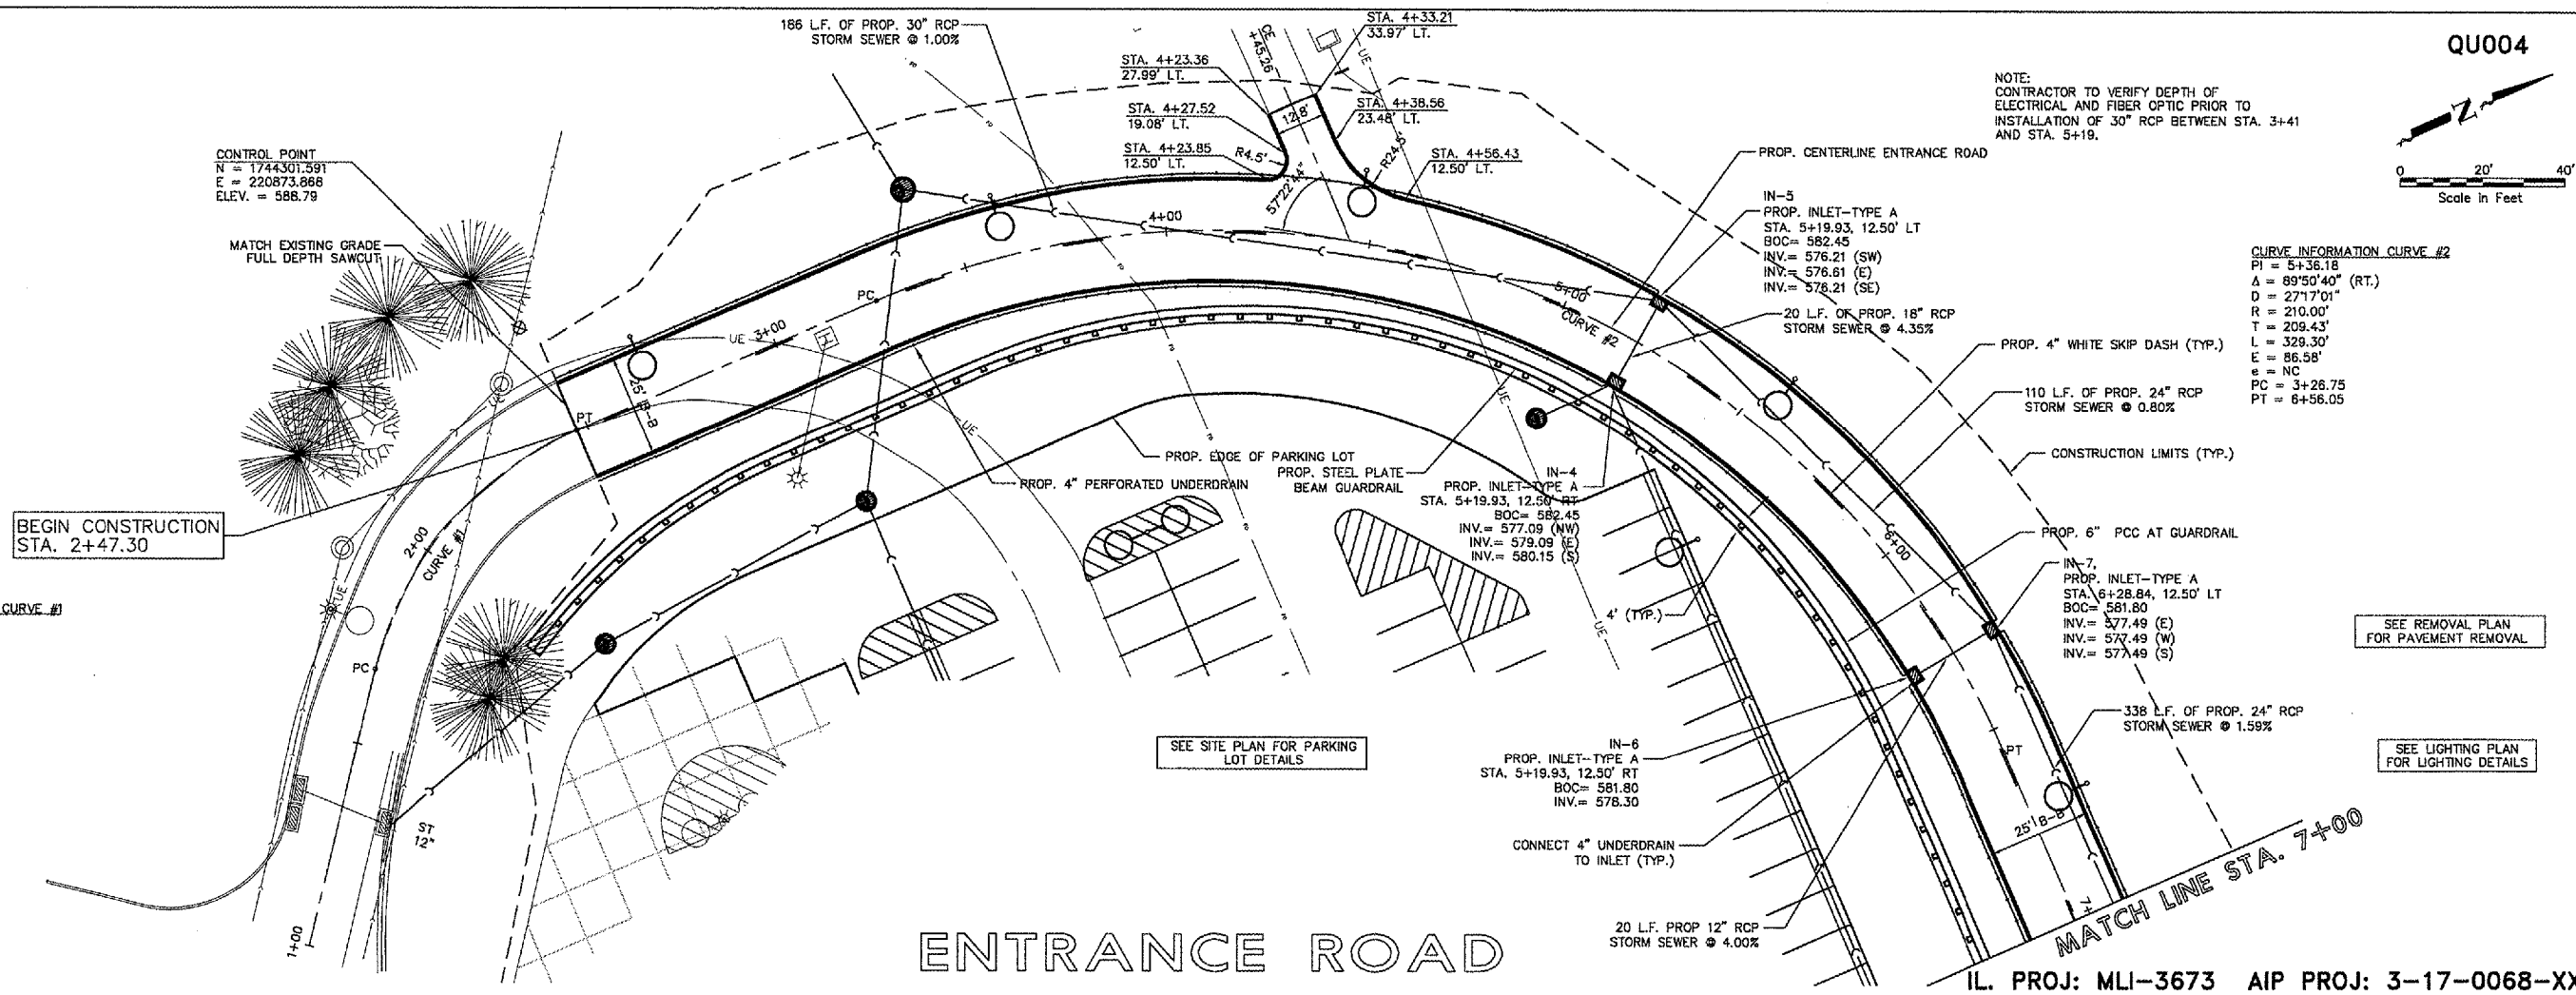 186 L.F. OF PROP. 30" RCP
STORM SEWER @ 1.00%
STA. 4+33.21
33.97' LT.
STA. 4+23.36
27.99' LT.
CE
+45.26
UE
STA. 4+27.52
19.08' LT.
12.8'
STA. 4+38.56
23.48' LT.
STA. 4+23.85
12.50' LT.
R4.5'
R24.5'
57°22'44"
STA. 4+56.43
12.50' LT.
QU004
N
0 20' 40'
Scale in Feet
NOTE:
CONTRACTOR TO VERIFY DEPTH OF
ELECTRICAL AND FIBER OPTIC PRIOR TO
INSTALLATION OF 30" RCP BETWEEN STA. 3+41
AND STA. 5+19.
PROP. CENTERLINE ENTRANCE ROAD
CONTROL POINT
N = 1744301.591
E = 220873.868
ELEV. = 588.79
MATCH EXISTING GRADE
FULL DEPTH SAWCUT
IN-5
PROP. INLET-TYPE A
STA. 5+19.93, 12.50' LT
BOC= 582.45
INV.= 576.21 (SW)
INV.= 576.61 (E)
INV.= 576.21 (SE)
CURVE INFORMATION CURVE #2
PI = 5+36.18
Δ = 89°50'40" (RT.)
D = 27°17'01"
R = 210.00'
T = 209.43'
L = 329.30'
E = 86.58'
e = NC
PC = 3+26.75
PT = 6+56.05
20 L.F. OF PROP. 18" RCP
STORM SEWER @ 4.35%
PROP. 4" WHITE SKIP DASH (TYP.)
110 L.F. OF PROP. 24" RCP
STORM SEWER @ 0.80%
CONSTRUCTION LIMITS (TYP.)
4+00
PC
UE
3+00
H
5+00
CURVE #2
25' B-B
PT
UE
UE
UE
PROP. EDGE OF PARKING LOT
PROP. STEEL PLATE
BEAM GUARDRAIL
PROP. 4" PERFORATED UNDERDRAIN
IN-4
PROP. INLET-TYPE A
STA. 5+19.93, 12.50' RT
BOC= 582.45
INV.= 577.09 (NW)
INV.= 579.09 (E)
INV.= 580.15 (S)
BEGIN CONSTRUCTION
STA. 2+47.30
2+00
CURVE #1
UE
PROP. 6" PCC AT GUARDRAIL
6+00
IN-7,
PROP. INLET-TYPE A
STA. 6+28.84, 12.50' LT
BOC= 581.80
INV.= 577.49 (E)
INV.= 577.49 (W)
INV.= 577.49 (S)
CURVE #1
4' (TYP.)
UE
SEE REMOVAL PLAN
FOR PAVEMENT REMOVAL
PC
338 L.F. OF PROP. 24" RCP
STORM SEWER @ 1.59%
SEE SITE PLAN FOR PARKING
LOT DETAILS
IN-6
PROP. INLET-TYPE A
STA. 5+19.93, 12.50' RT
BOC= 581.80
INV.= 578.30
PT
SEE LIGHTING PLAN
FOR LIGHTING DETAILS
ST
12"
CONNECT 4" UNDERDRAIN
TO INLET (TYP.)
25' B-B
MATCH LINE STA. 7+00
7+
1+00
20 L.F. PROP 12" RCP
STORM SEWER @ 4.00%
ENTRANCE ROAD
IL. PROJ: MLI-3673 AIP PROJ: 3-17-0068-XX